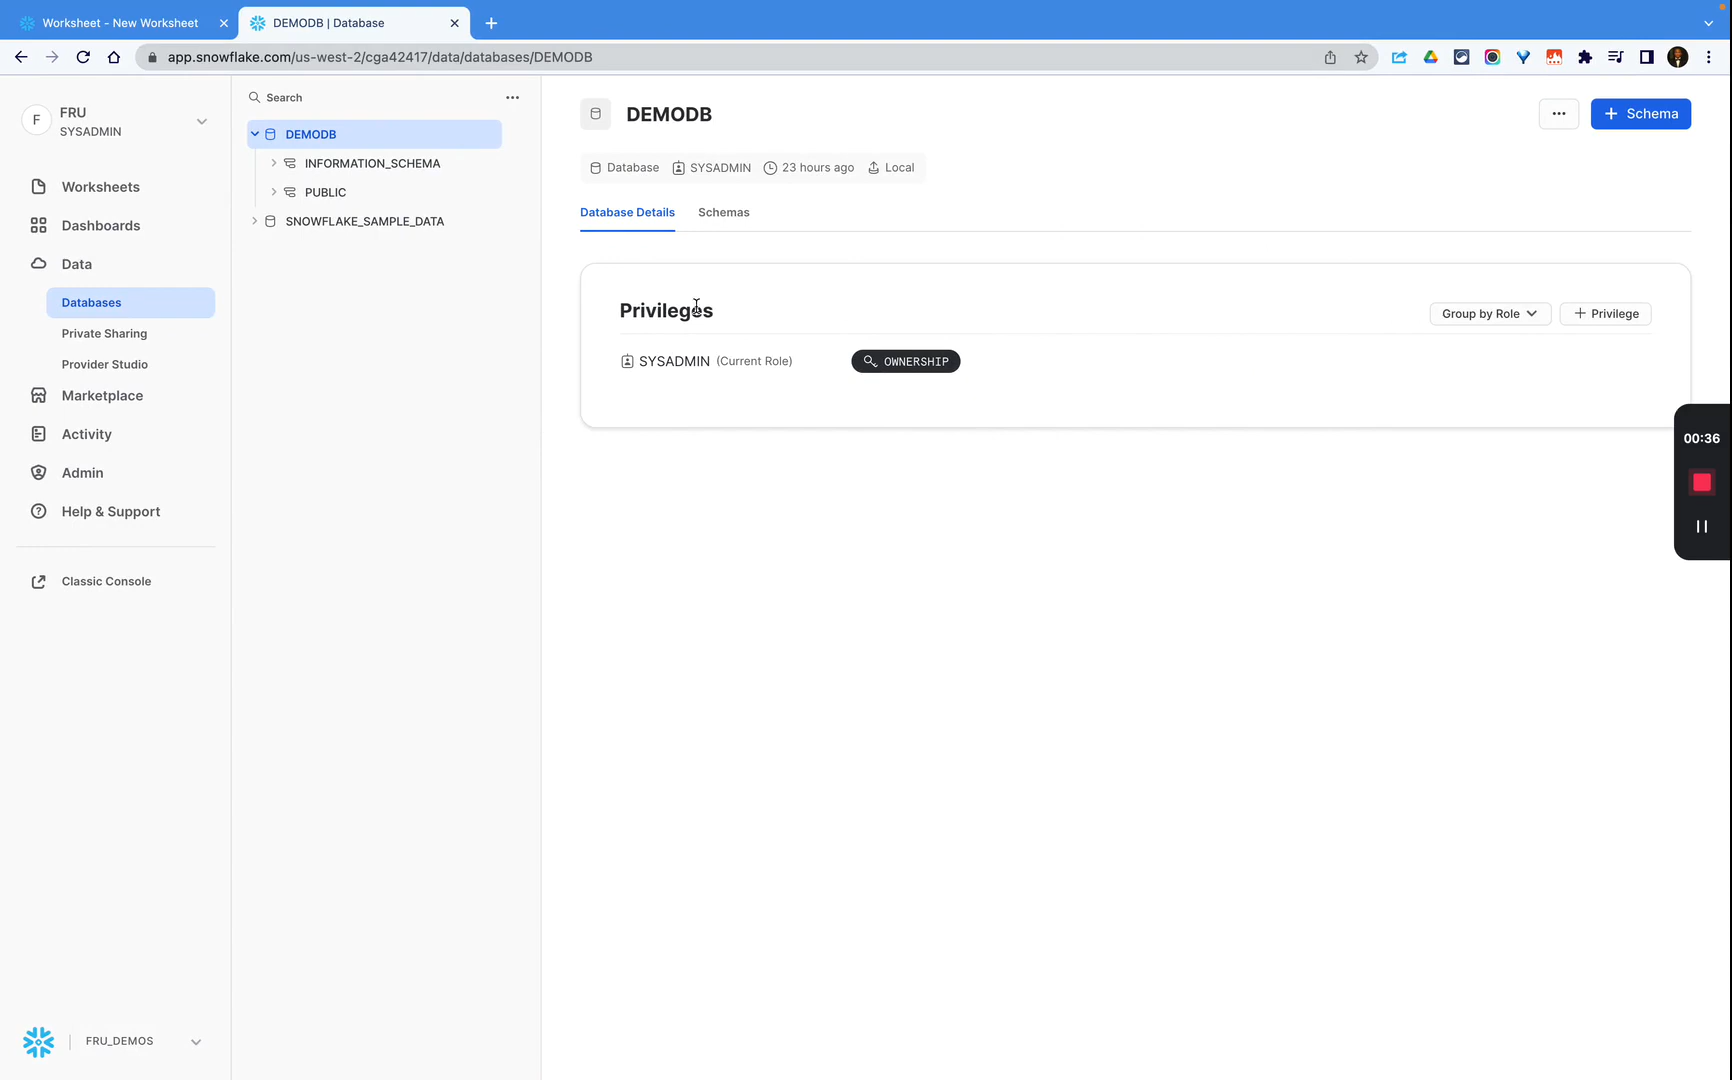 Worksheet - New Worksheet
DEMODB | Database
app.snowflake.com/us-west-2/cga42417/data/databases/DEMODB
F
FRU
SYSADMIN
Worksheets
Dashboards
Data
Databases
Private Sharing
Provider Studio
Marketplace
Activity
Admin
Help & Support
Classic Console
FRU_DEMOS
Search
DEMODB
INFORMATION_SCHEMA
PUBLIC
SNOWFLAKE_SAMPLE_DATA
DEMODB
+ Schema
Database SYSADMIN 23 hours ago Local
Database Details Schemas
Privileges
Group by Role + Privilege
SYSADMIN (Current Role) OWNERSHIP
00:36